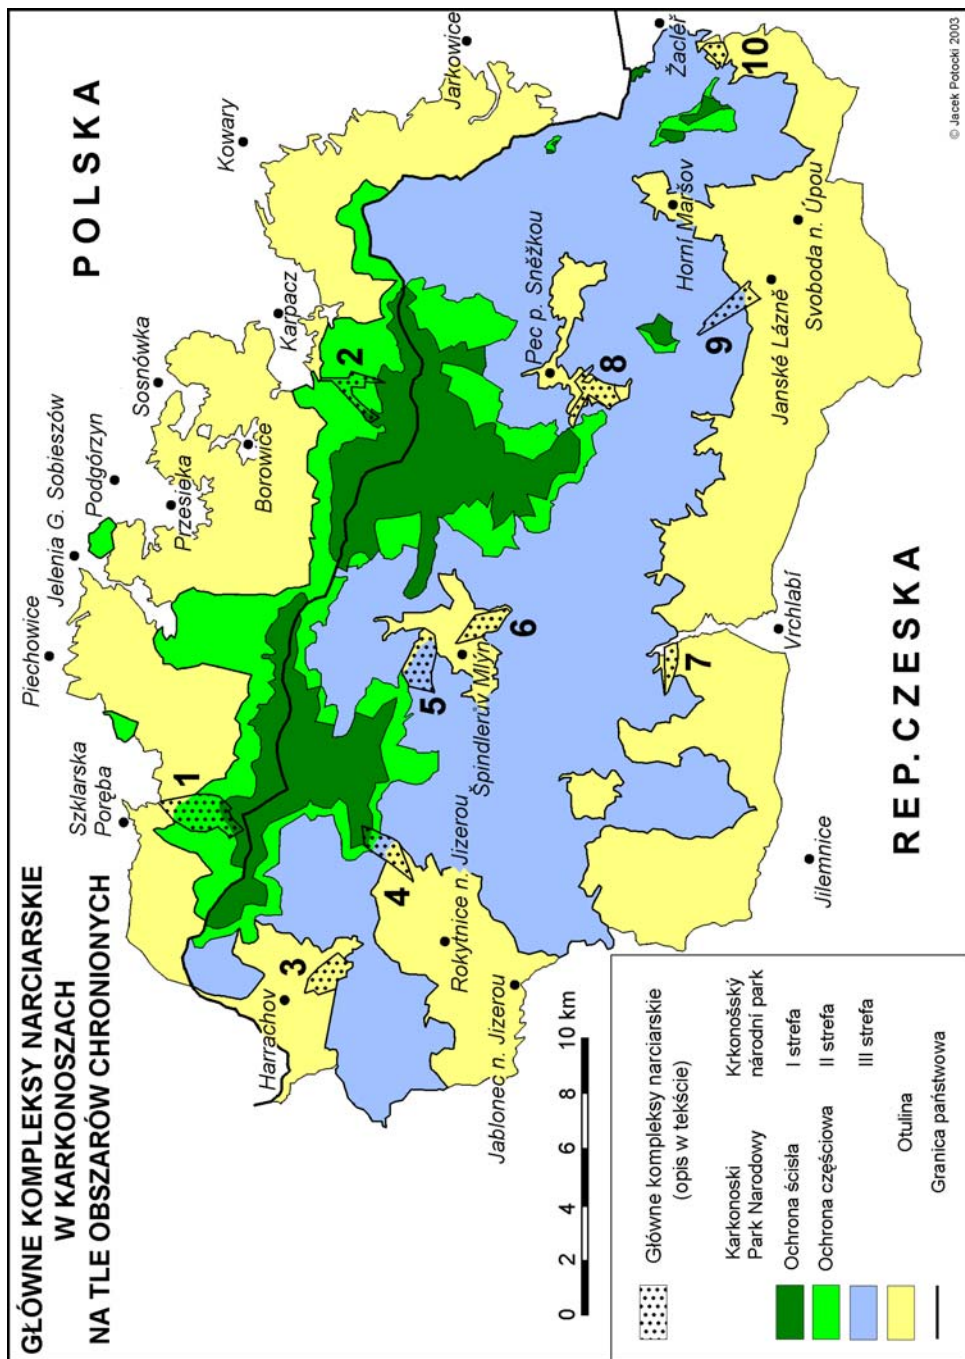 GŁÓWNE KOMPLEKSY NARCIARSKIE
W KARKONOSZACH
NA TLE OBSZARÓW CHRONIONYCH
POLSKA
Szklarska
Poręba
Piechowice
Jelenia G. Sobieszów
Podgórzyn
Przesieka
Sosnówka
Borowice
Karpacz
Kowary
Jarkowice
1
2
Harrachov
3
4
Rokytnice n. Jizerou
Jablonec n. Jizerou
5
Špindlerův Mlýn
6
7
Vrchlabí
Jilemnice
Pec p. Sněžkou
8
9
Janské Lázně
Svoboda n. Úpou
Horní Maršov
Žacléř
10
REP. CZESKA
0 2 4 6 8 10 km
Główne kompleksy narciarskie
(opis w tekście)
Karkonoski
Park Narodowy
Krkonošský
národní park
Ochrona ścisła
I strefa
Ochrona częściowa
II strefa
III strefa
Otulina
Granica państwowa
© Jacek Potocki 2003